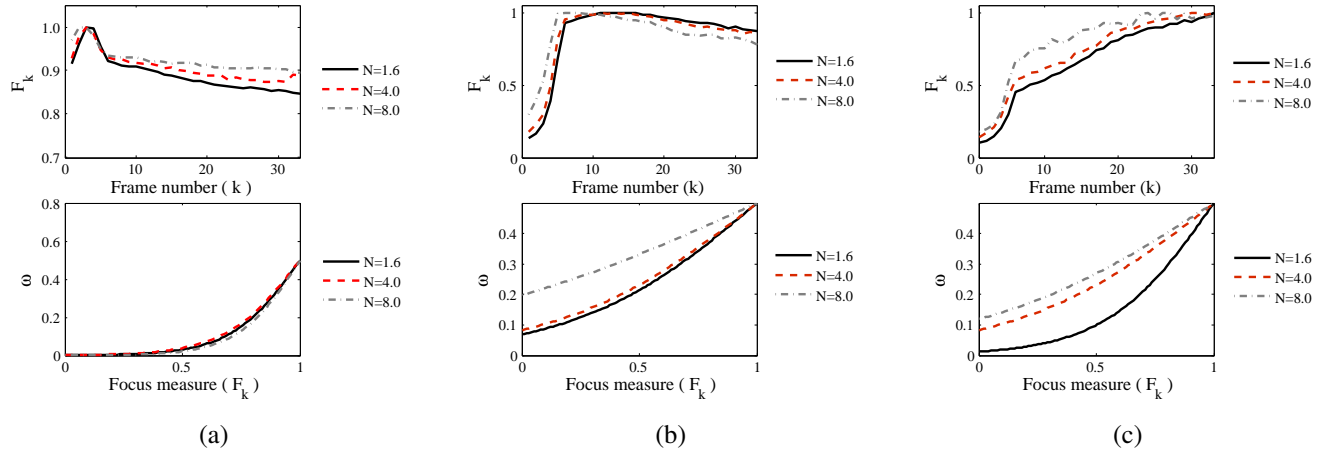 1.0
0.9
0.8
0.7
F_k
0 10 20 30
Frame number ( k )
N=1.6
N=4.0
N=8.0
1
0
F_k
0 10 20 30
Frame number (k)
N=1.6
N=4.0
N=8.0
1
0.5
0
F_k
0 10 20 30
Frame number (k)
N=1.6
N=4.0
N=8.0
0.8
0.6
0.4
0.2
0
ω
0 0.5 1
Focus measure ( F_k )
N=1.6
N=4.0
N=8.0
0.4
0.3
0.2
0.1
0
ω
0 0.5 1
Focus measure ( F_k )
N=1.6
N=4.0
N=8.0
0.4
0.3
0.2
0.1
0
ω
0 0.5 1
Focus measure ( F_k )
N=1.6
N=4.0
N=8.0
(a)
(b)
(c)